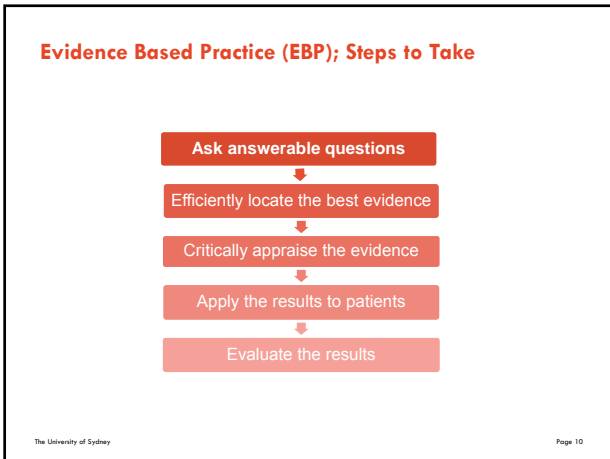 Evidence Based Practice (EBP); Steps to Take
Ask answerable questions
Efficiently locate the best evidence
Critically appraise the evidence
Apply the results to patients
Evaluate the results
The University of Sydney
Page 10